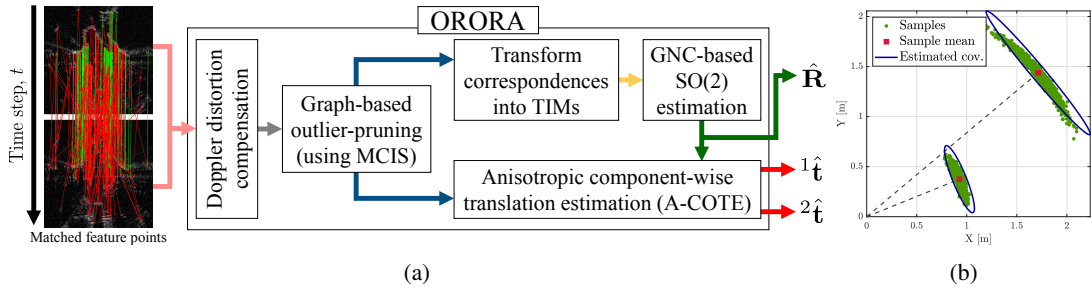 Time step, t
Matched feature points
ORORA
Doppler distortion
compensation
Graph-based
outlier-pruning
(using MCIS)
Transform
correspondences
into TIMs
GNC-based
SO(2)
estimation
Anisotropic component-wise
translation estimation (A-COTE)
R̂
¹t̂
²t̂
(a)
Samples
Sample mean
Estimated cov.
Y [m]
2
1.5
1
0.5
0
0
0.5
1
1.5
2
X [m]
(b)